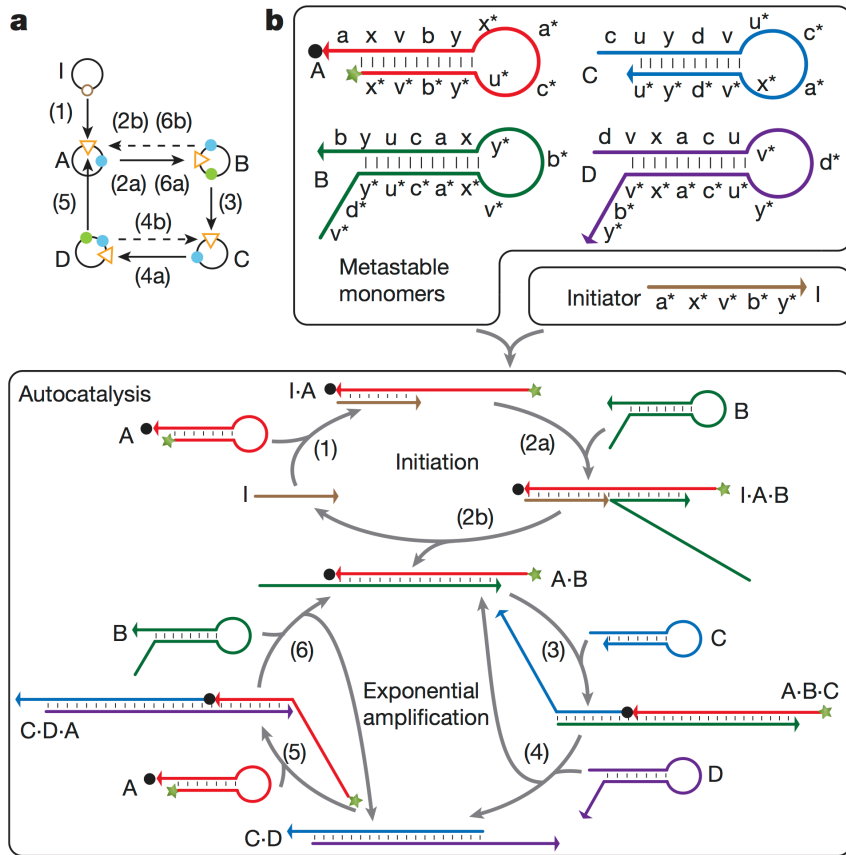 a
I
(1)
(2b) (6b)
A
B
(2a) (6a)
(5)
(3)
(4b)
D
C
(4a)
b
a x v b y x* a*
A
u* c*
x* v* b* y*
c u y d v u* c*
C
x* a*
u* y* d* v*
b y u c a x y* b*
B
y* u* c* a* x* v*
d*
v*
d v x a c u v* d*
D
v* x* a* c* u* y*
b*
y*
Metastable
monomers
Initiator
I
a* x* v* b* y*
Autocatalysis
I·A
A
B
(1)
(2a)
Initiation
I
I·A·B
(2b)
A·B
B
C
(6)
(3)
A·B·C
Exponential
amplification
C·D·A
(5)
(4)
A
D
C·D